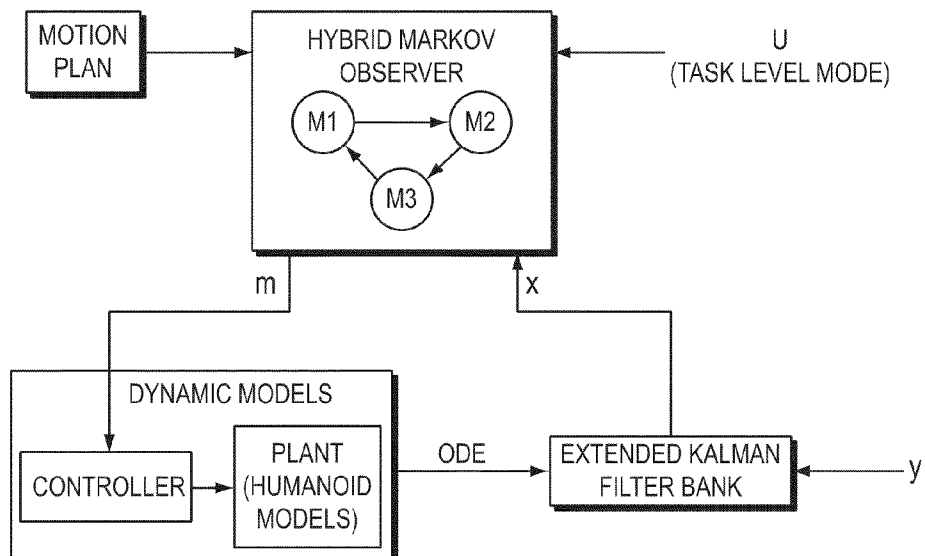 MOTION
PLAN
HYBRID MARKOV
OBSERVER
M1
M2
M3
U
(TASK LEVEL MODE)
m
x
DYNAMIC MODELS
CONTROLLER
PLANT
(HUMANOID
MODELS)
ODE
EXTENDED KALMAN
FILTER BANK
y